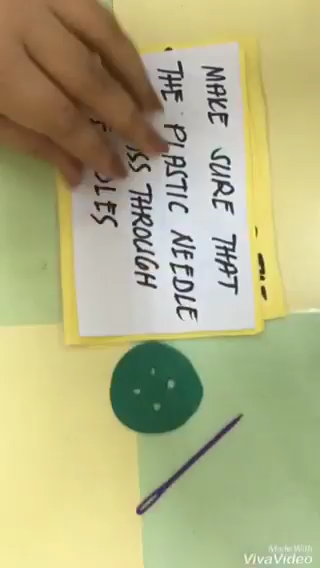 MAKE SURE THAT
THE PLASTIC NEEDLE
THROUGH
Made With
VivaVideo